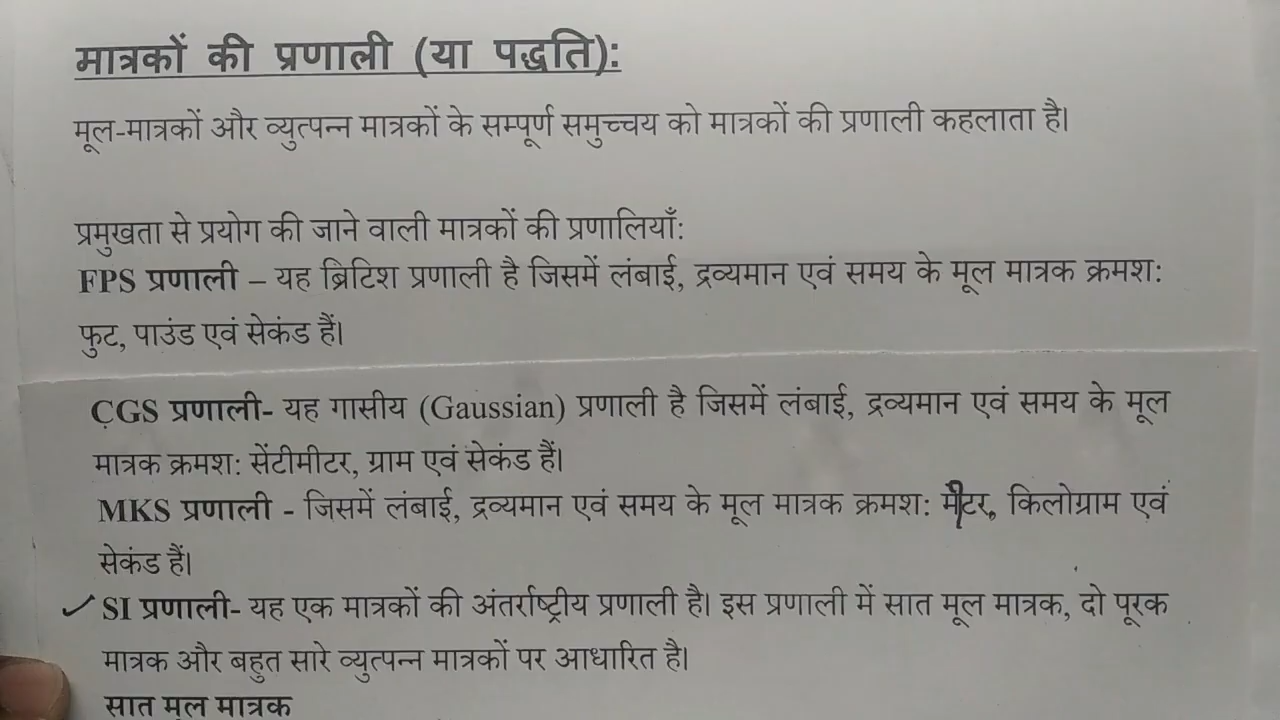 मात्रकों की प्रणाली (या पद्धति):
मूल-मात्रकों और व्युत्पन्न मात्रकों के सम्पूर्ण समुच्चय को मात्रकों की प्रणाली कहलाता है।
प्रमुखता से प्रयोग की जाने वाली मात्रकों की प्रणालियाँ:
FPS प्रणाली – यह ब्रिटिश प्रणाली है जिसमें लंबाई, द्रव्यमान एवं समय के मूल मात्रक क्रमश:
फुट, पाउंड एवं सेकंड हैं।
CGS प्रणाली- यह गासीय (Gaussian) प्रणाली है जिसमें लंबाई, द्रव्यमान एवं समय के मूल
मात्रक क्रमश: सेंटीमीटर, ग्राम एवं सेकंड हैं।
MKS प्रणाली - जिसमें लंबाई, द्रव्यमान एवं समय के मूल मात्रक क्रमश: मीटर, किलोग्राम एवं
सेकंड हैं।
SI प्रणाली- यह एक मात्रकों की अंतर्राष्ट्रीय प्रणाली है। इस प्रणाली में सात मूल मात्रक, दो पूरक
मात्रक और बहुत सारे व्युत्पन्न मात्रकों पर आधारित है।
सात मूल मात्रक